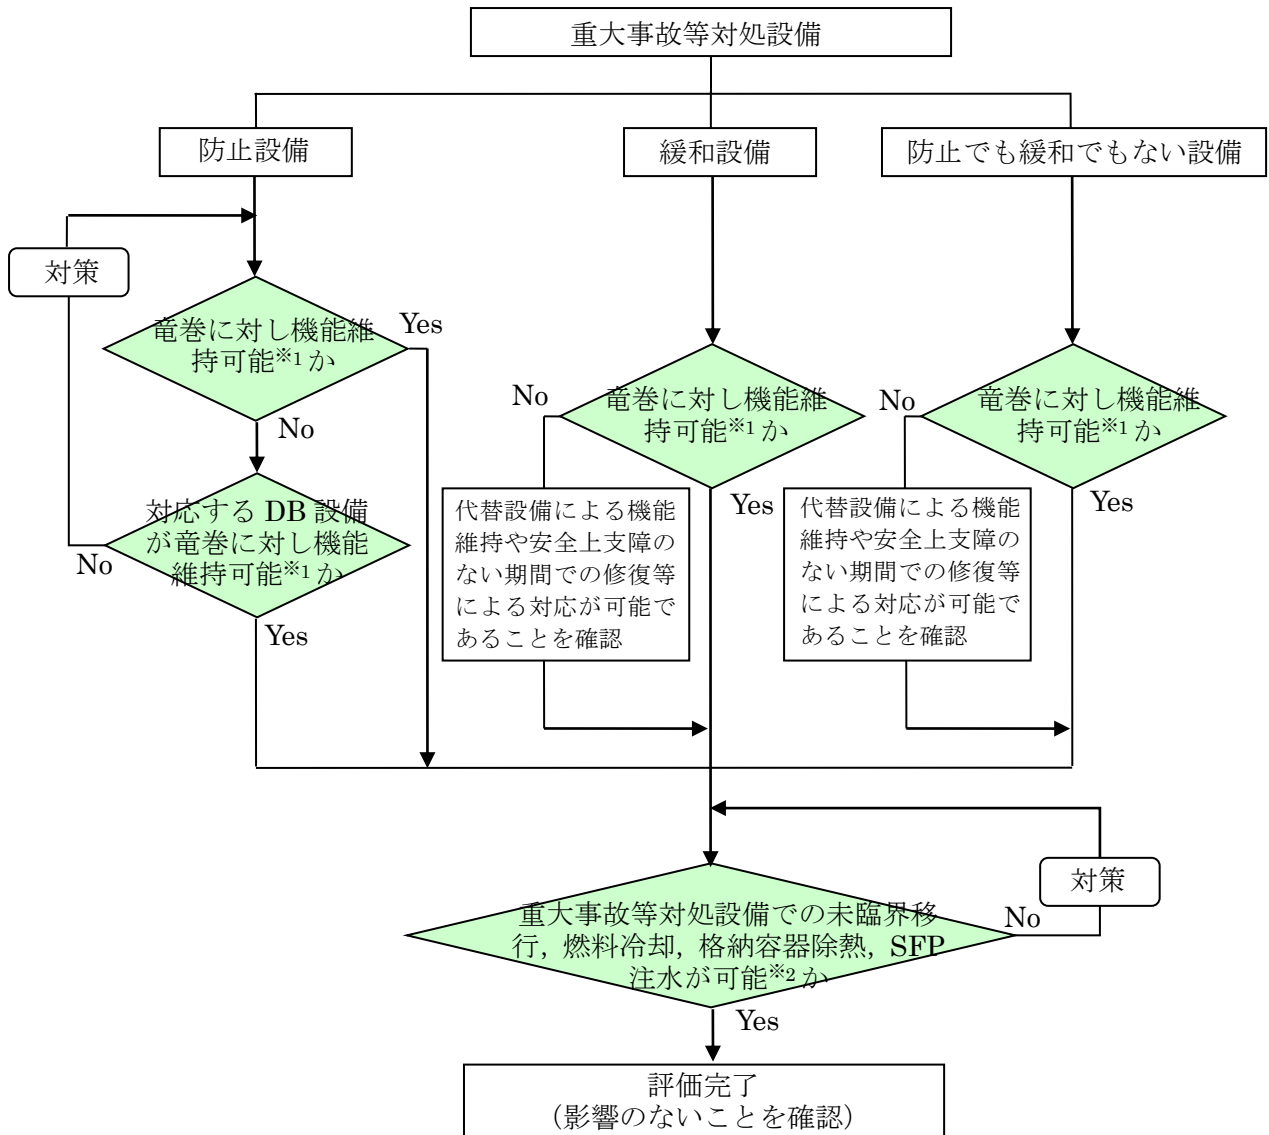 重大事故等対処設備
防止設備
緩和設備
防止でも緩和でもない設備
対策
竜巻に対し機能維
持可能※1か
Yes
No
対応する DB 設備
が竜巻に対し機能
維持可能※1か
No
Yes
竜巻に対し機能維
持可能※1か
No
Yes
代替設備による機能
維持や安全上支障の
ない期間での修復等
による対応が可能で
あることを確認
竜巻に対し機能維
持可能※1か
No
Yes
代替設備による機能
維持や安全上支障の
ない期間での修復等
による対応が可能で
あることを確認
対策
重大事故等対処設備での未臨界移
行, 燃料冷却, 格納容器除熱, SFP
注水が可能※2か
No
Yes
評価完了
（影響のないことを確認）